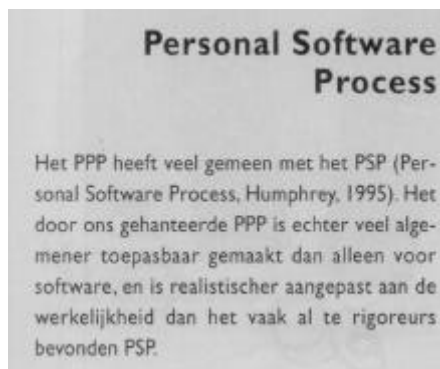 Personal Software
Process
Het PPP heeft veel gemeen met het PSP (Per-
sonal Software Process, Humphrey, 1995). Het
door ons gehanteerde PPP is echter veel alge-
mener toepasbaar gemaakt dan alleen voor
software, en is realistischer aangepast aan de
werkelijkheid dan het vaak al te rigoreurs
bevonden PSP.